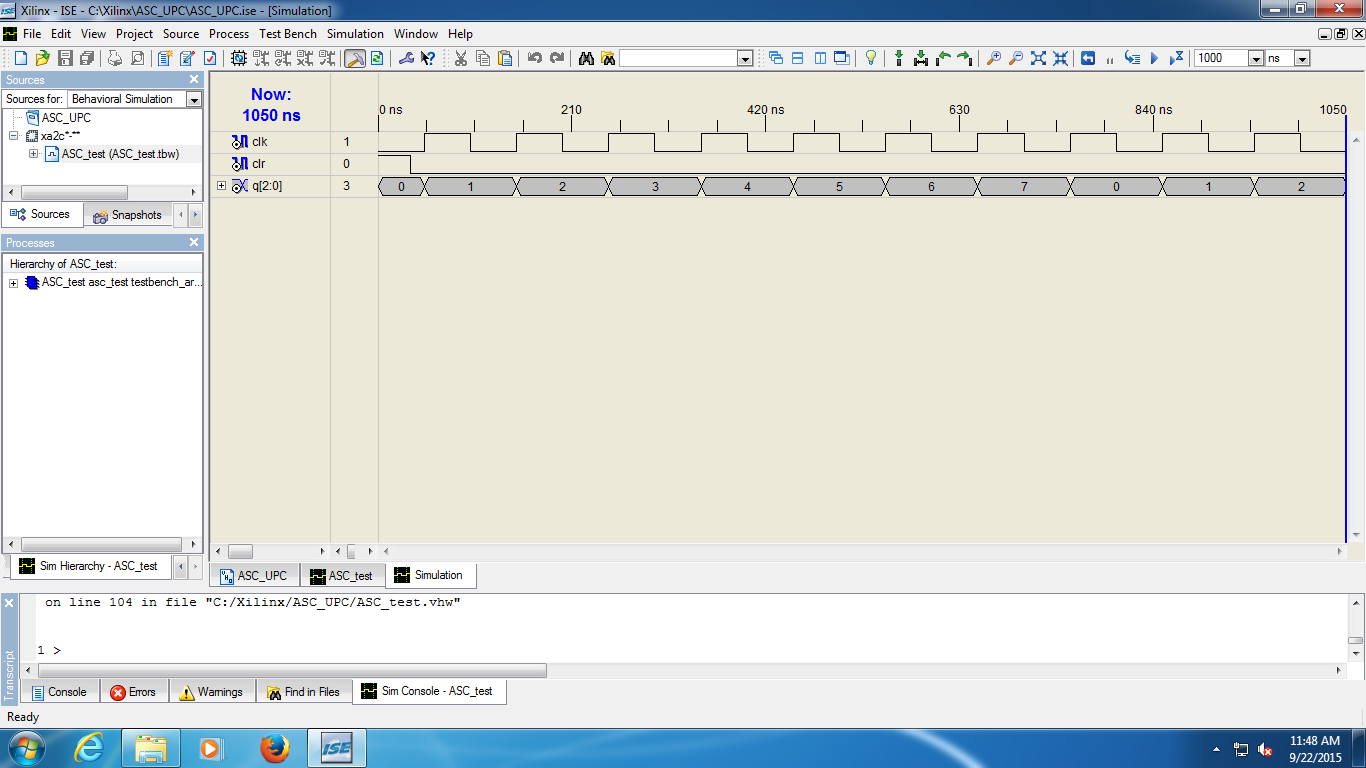 Xilinx - ISE - C:\Xilinx\ASC_UPC\ASC_UPC.ise - [Simulation]
File Edit View Project Source Process Test Bench Simulation Window Help
1000 ns
Sources
Sources for: Behavioral Simulation
ASC_UPC
xa2c*-**
ASC_test (ASC_test.tbw)
Sources Snapshots
Processes
Hierarchy of ASC_test:
ASC_test asc_test testbench_ar...
Sim Hierarchy - ASC_test
Now:
1050 ns
0 ns 210 420 ns 630 840 ns 1050
clk 1
clr 0
q[2:0] 3 0 1 2 3 4 5 6 7 0 1 2
ASC_UPC ASC_test Simulation
on line 104 in file "C:/Xilinx/ASC_UPC/ASC_test.vhw"
1 >
Transcript
Console Errors Warnings Find in Files Sim Console - ASC_test
Ready
ISE
11:48 AM
9/22/2015